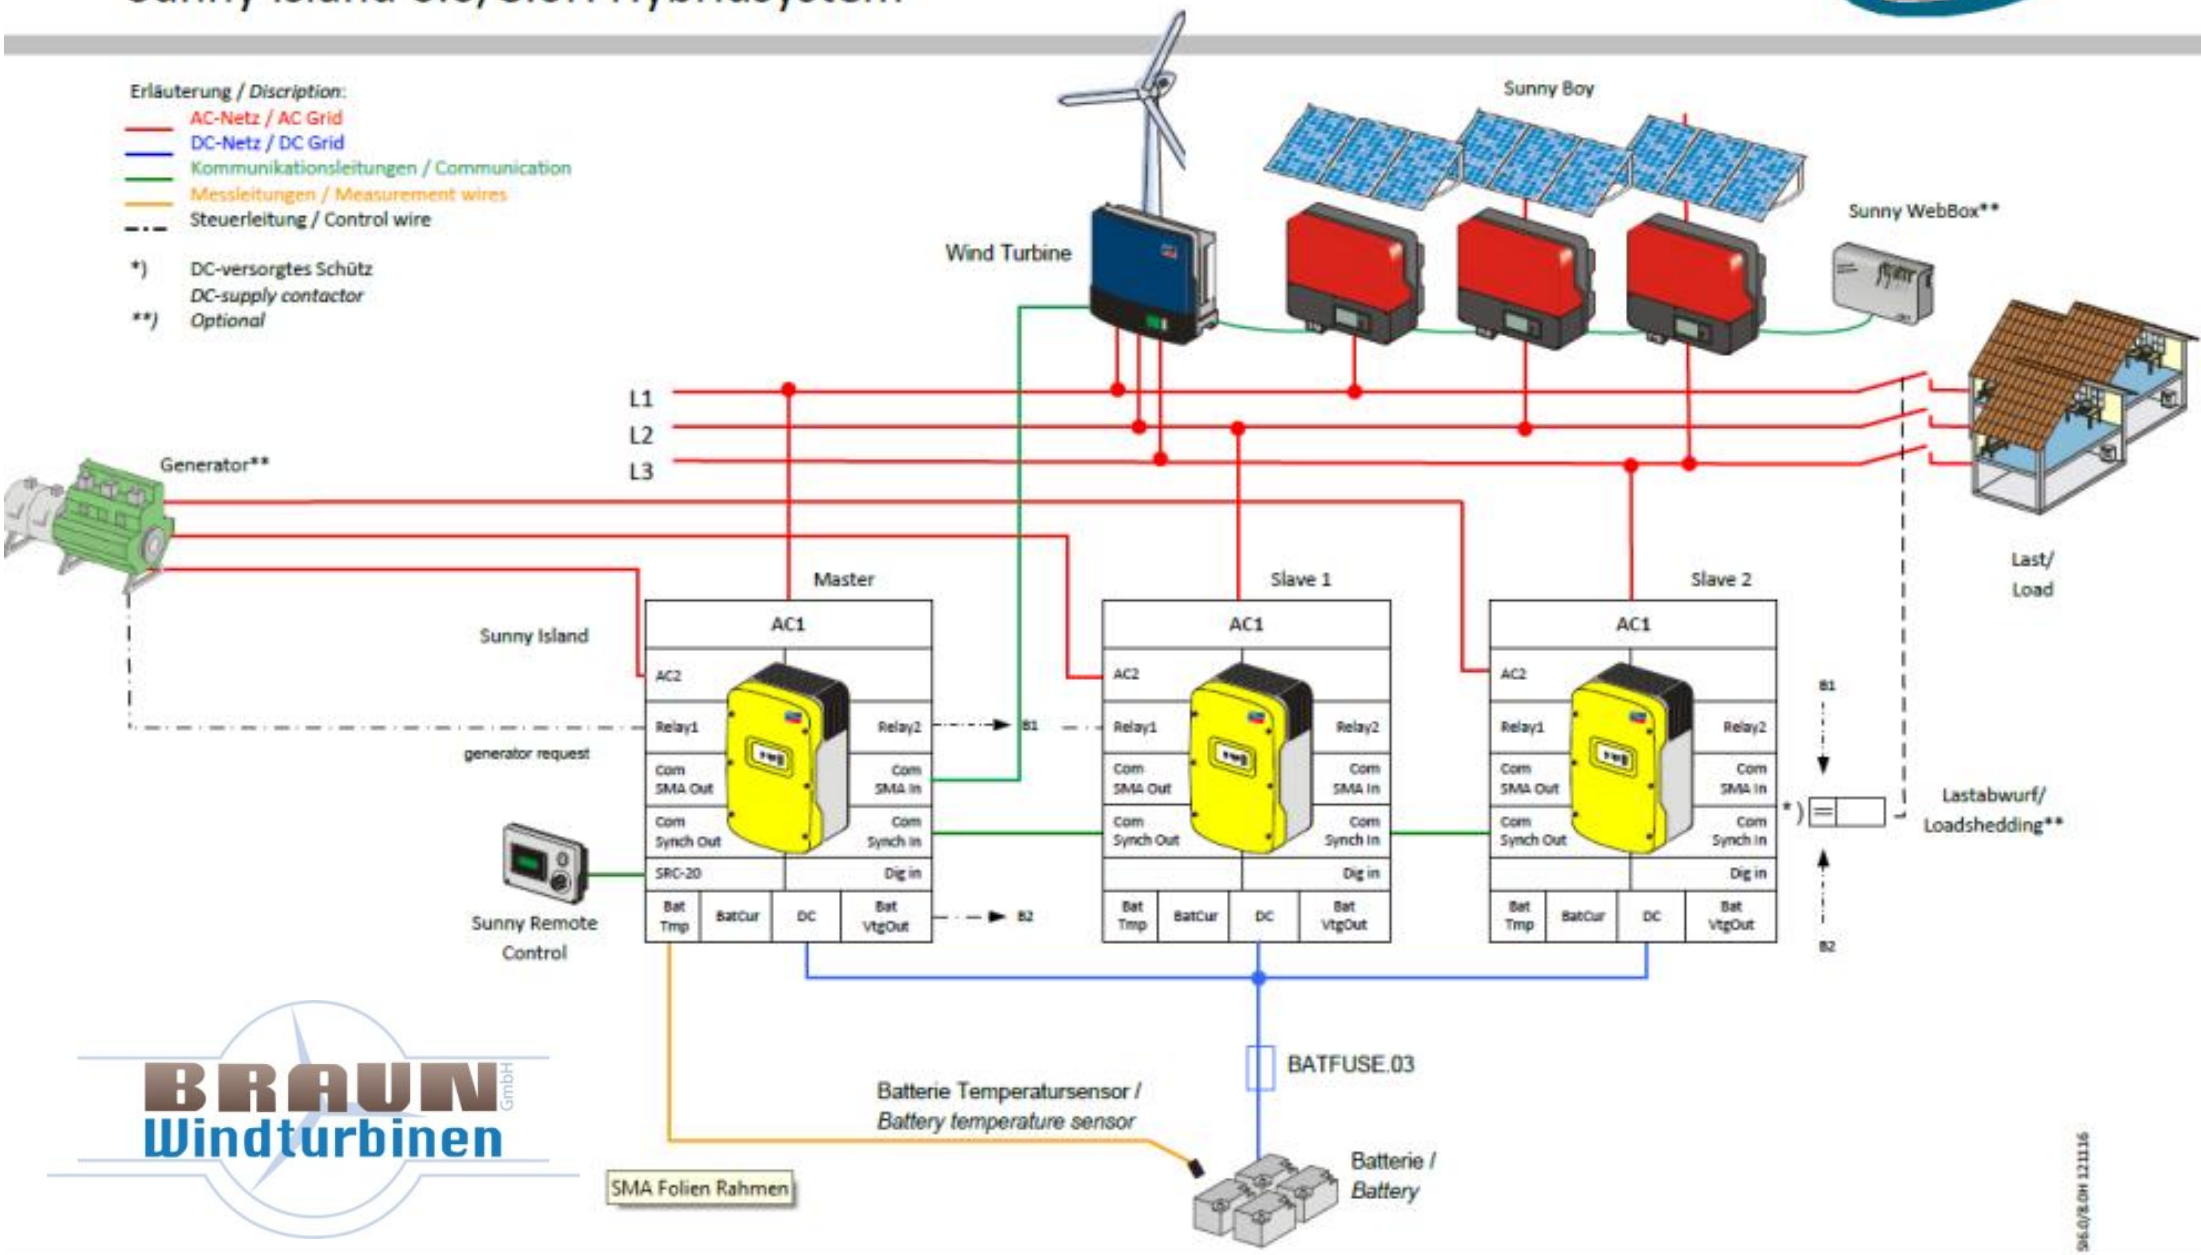 Erläuterung / Discription:
AC-Netz / AC Grid
DC-Netz / DC Grid
Kommunikationsleitungen / Communication
Messleitungen / Measurement wires
Steuerleitung / Control wire
*) DC-versorgtes Schütz
DC-supply contactor
**) Optional
Sunny Boy
Sunny WebBox**
Wind Turbine
L1
L2
L3
Generator**
Last/
Load
Master
Slave 1
Slave 2
Sunny Island
AC1
AC2
Relay1
Relay2
Com
SMA Out
Com
SMA In
Com
Synch Out
Com
Synch In
SRC-20
Dig in
Bat
Tmp
BatCur
DC
Bat
VtgOut
B1
B2
AC1
AC2
Relay1
Relay2
Com
SMA Out
Com
SMA In
Com
Synch Out
Com
Synch In
Dig in
Bat
Tmp
BatCur
DC
Bat
VtgOut
AC1
AC2
Relay1
Relay2
Com
SMA Out
Com
SMA In
Com
Synch Out
Com
Synch In
Dig in
Bat
Tmp
BatCur
DC
Bat
VtgOut
B1
*)
Lastabwurf/
Loadshedding**
B2
generator request
Sunny Remote
Control
BATFUSE.03
Batterie Temperatursensor /
Battery temperature sensor
Batterie /
Battery
BRAUN GmbH
Windturbinen
SMA Folien Rahmen
SI6.0/8.0H 121116